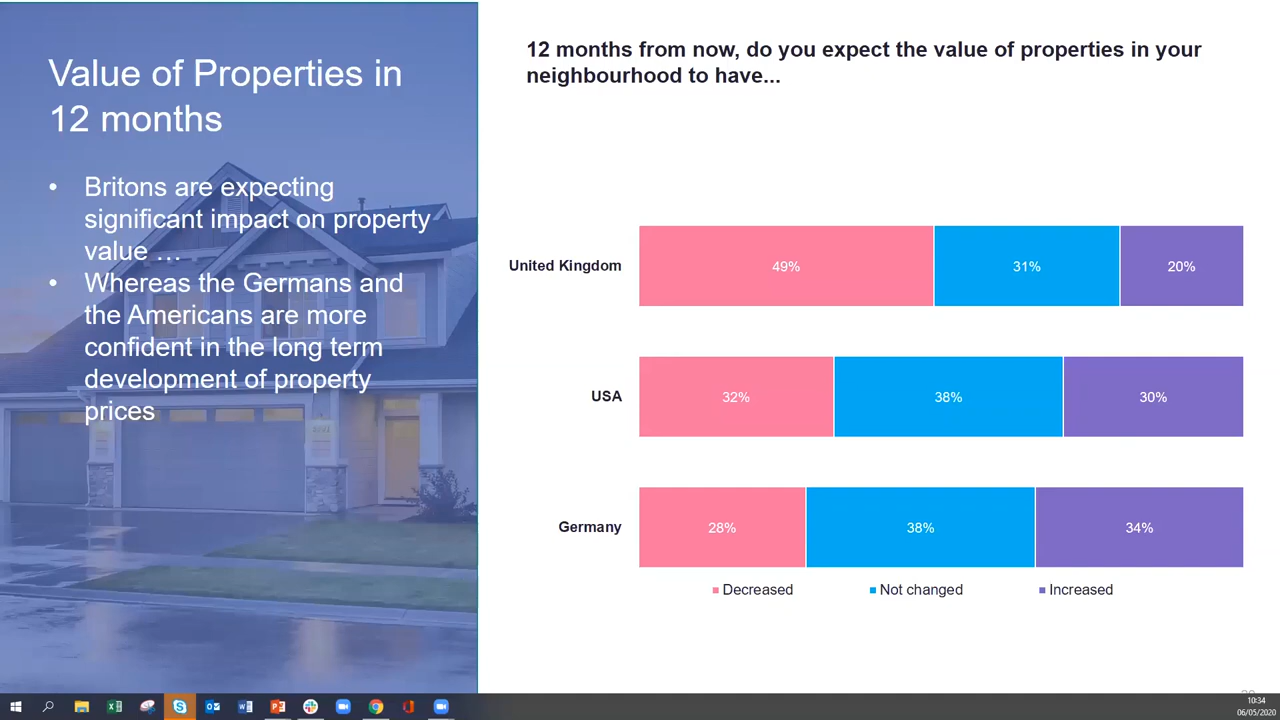 Value of Properties in
12 months
• Britons are expecting
significant impact on property
value …
• Whereas the Germans and
the Americans are more
confident in the long term
development of property
prices
12 months from now, do you expect the value of properties in your
neighbourhood to have...
United Kingdom 49% 31% 20%
USA 32% 38% 30%
Germany 28% 38% 34%
Decreased Not changed Increased
10:34
06/05/2020